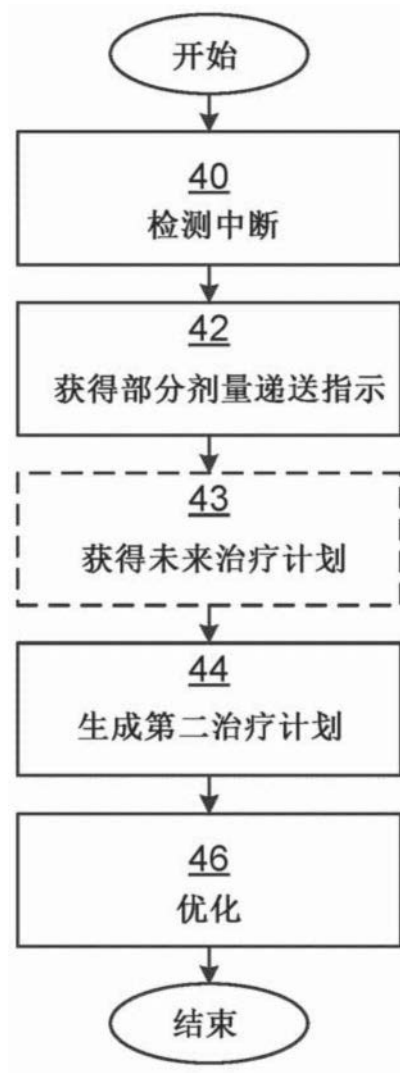 开始
40
检测中断
42
获得部分剂量递送指示
43
获得未来治疗计划
44
生成第二治疗计划
46
优化
结束